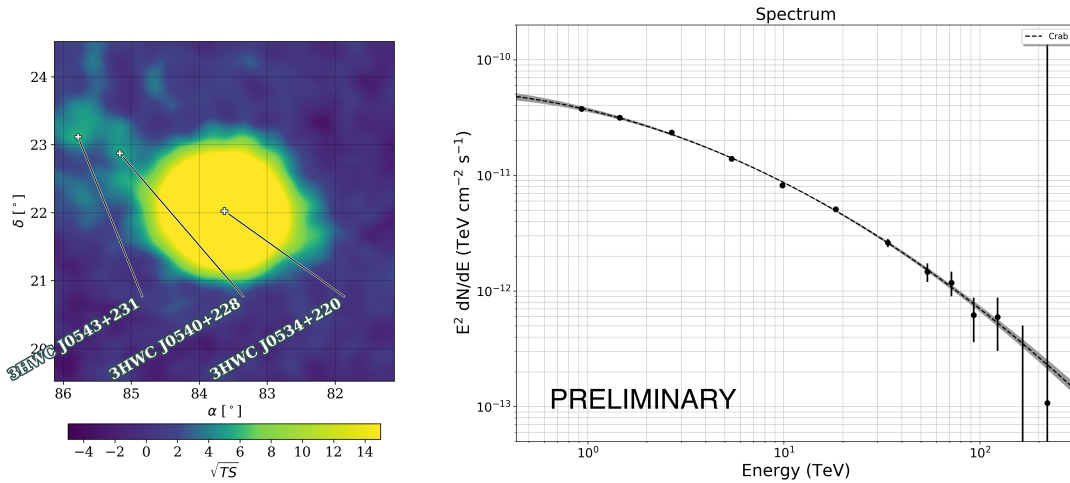 24
23
22
21
20
86 85 84 83 82
δ [°]
α [°]
3HWC J0543+231
3HWC J0540+228
3HWC J0534+220
−4 −2 0 2 4 6 8 10 12 14
√TS
Spectrum
Crab
10⁻¹⁰
10⁻¹¹
10⁻¹²
10⁻¹³
E² dN/dE (TeV cm⁻² s⁻¹)
PRELIMINARY
10⁰ 10¹ 10²
Energy (TeV)